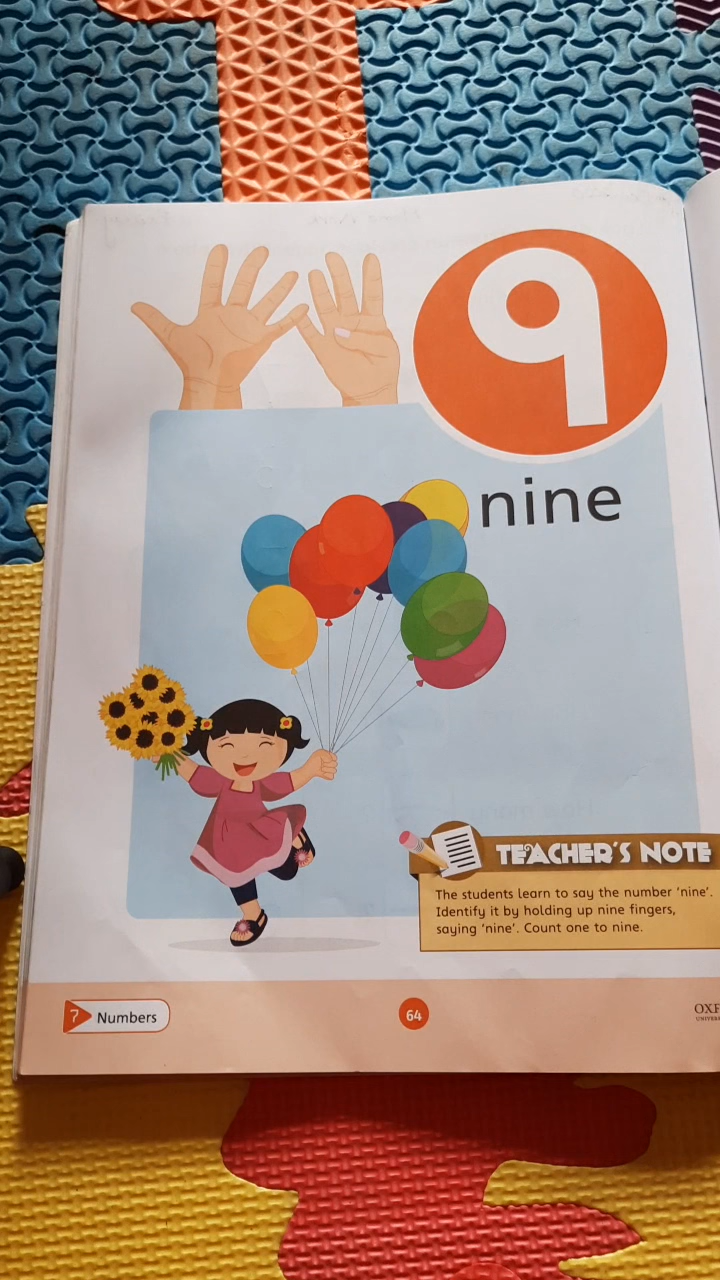 9
nine
TEACHER'S NOTE
The students learn to say the number 'nine'.
Identify it by holding up nine fingers,
saying 'nine'. Count one to nine.
7 Numbers
64